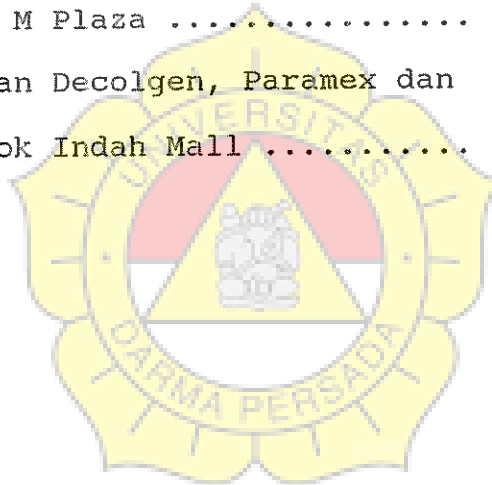 M Plaza .................
an Decolgen, Paramex dan
ok Indah Mall ...........
UNIVERSITAS
DARMA PERSADA